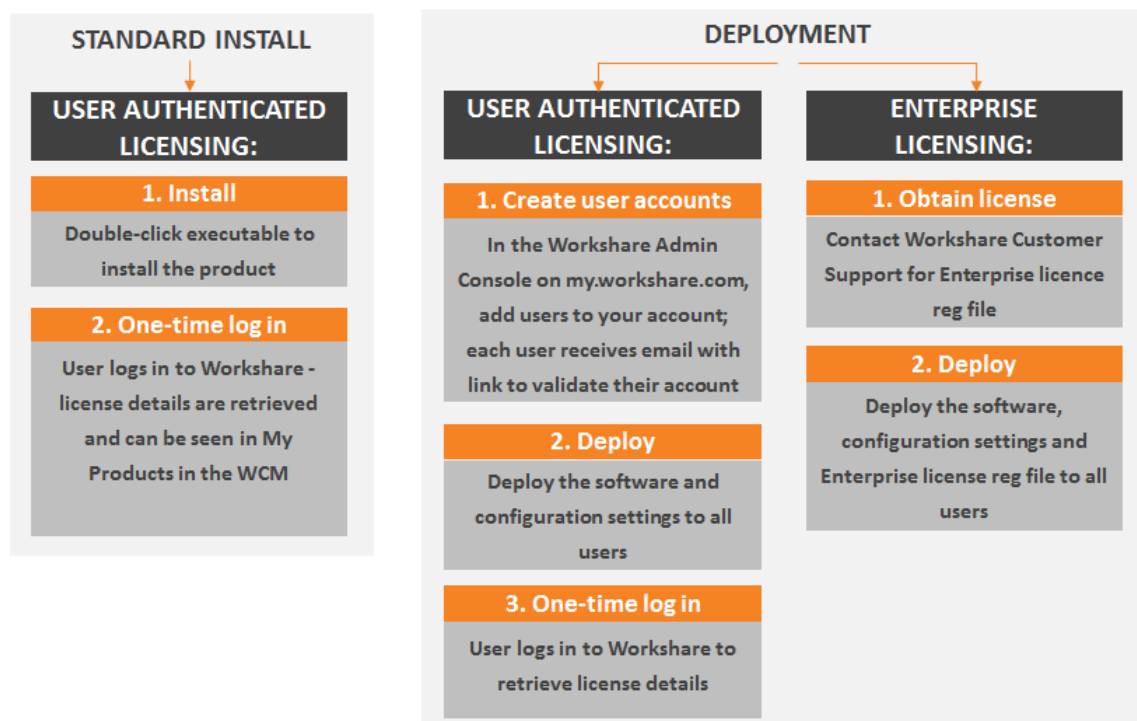 STANDARD INSTALL
USER AUTHENTICATED
LICENSING:
1. Install
Double-click executable to
install the product
2. One-time log in
User logs in to Workshare -
license details are retrieved
and can be seen in My
Products in the WCM
DEPLOYMENT
USER AUTHENTICATED
LICENSING:
1. Create user accounts
In the Workshare Admin
Console on my.workshare.com,
add users to your account;
each user receives email with
link to validate their account
2. Deploy
Deploy the software and
configuration settings to all
users
3. One-time log in
User logs in to Workshare to
retrieve license details
ENTERPRISE
LICENSING:
1. Obtain license
Contact Workshare Customer
Support for Enterprise licence
reg file
2. Deploy
Deploy the software,
configuration settings and
Enterprise license reg file to all
users